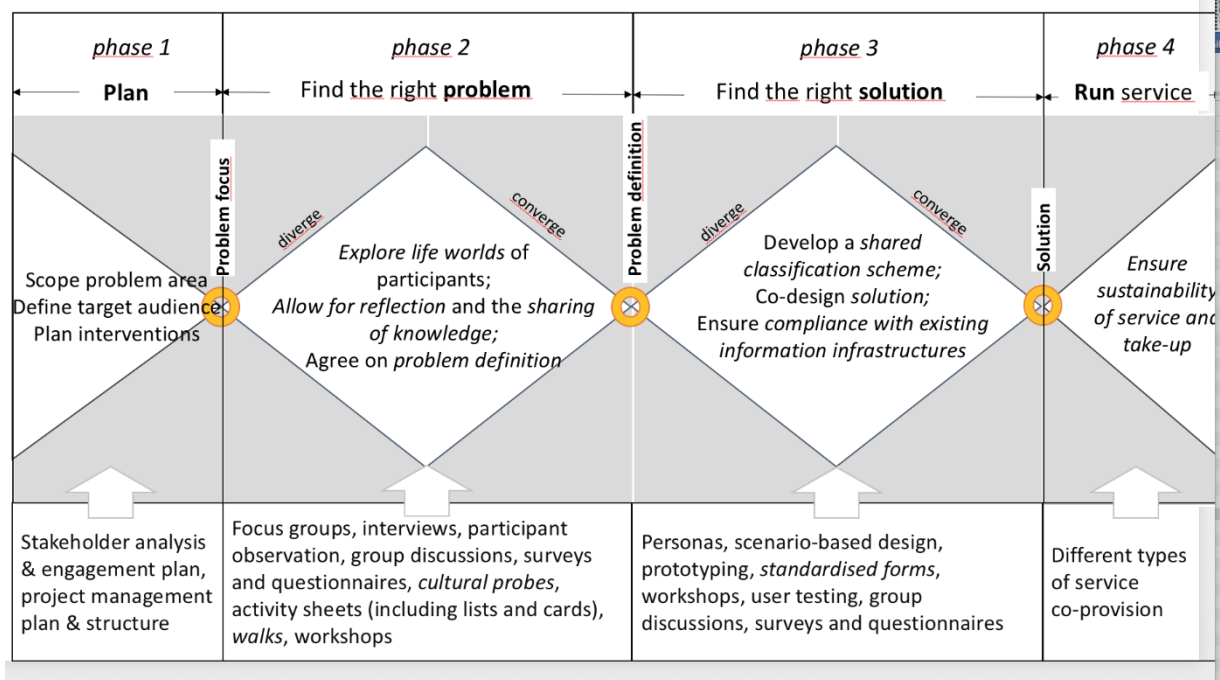 phase 1
phase 2
phase 3
phase 4
Plan
Find the right problem
Find the right solution
Run service
Problem focus
diverge
converge
Problem definition
diverge
converge
Solution
Scope problem area
Define target audience
Plan interventions
Explore life worlds of
participants;
Allow for reflection and the sharing
of knowledge;
Agree on problem definition
Develop a shared
classification scheme;
Co-design solution;
Ensure compliance with existing
information infrastructures
Ensure
sustainability
of service and
take-up
Stakeholder analysis
& engagement plan,
project management
plan & structure
Focus groups, interviews, participant
observation, group discussions, surveys
and questionnaires, cultural probes,
activity sheets (including lists and cards),
walks, workshops
Personas, scenario-based design,
prototyping, standardised forms,
workshops, user testing, group
discussions, surveys and questionnaires
Different types
of service
co-provision